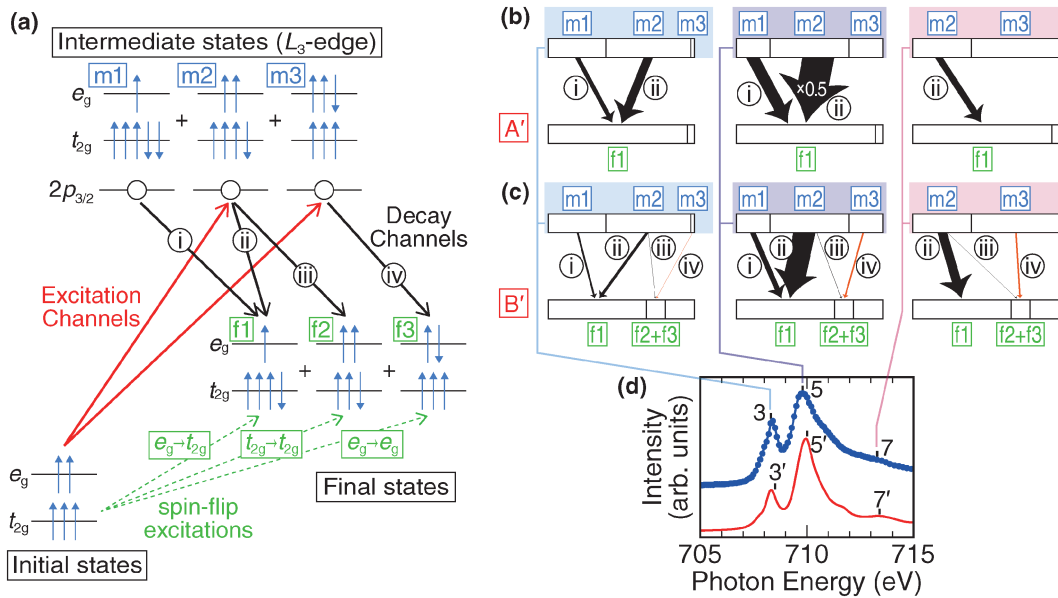 (a)
Intermediate states (L3-edge)
m1
m2
m3
eg
+
+
t2g
2p3/2
i
ii
iii
iv
Decay
Channels
Excitation
Channels
f1
f2
f3
eg
+
+
t2g
eg→t2g
t2g→t2g
eg→eg
eg
t2g
spin-flip
excitations
Final states
Initial states
(b)
m1
m2
m3
m1
m2
m3
m2
m3
i
ii
i
×0.5
ii
ii
A′
f1
f1
f1
(c)
m1
m2
m3
m1
m2
m3
m2
m3
i
ii
iii
iv
i
ii
iii
iv
ii
iii
iv
B′
f1
f2+f3
f1
f2+f3
f1
f2+f3
(d)
Intensity
(arb. units)
3
5
7
3′
5′
7′
705
710
715
Photon Energy (eV)